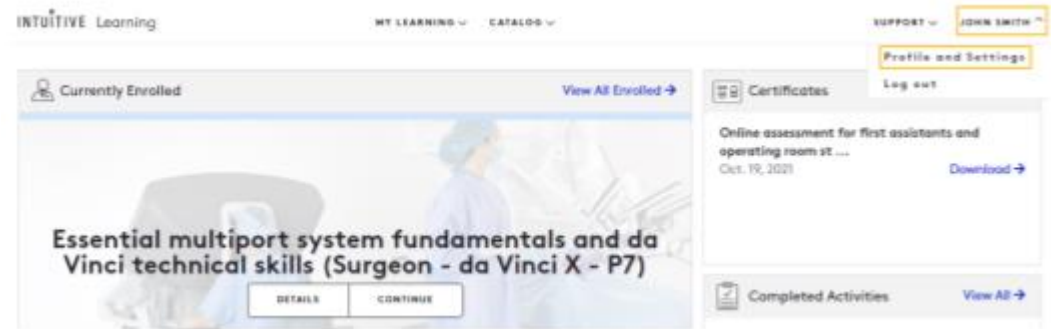 INTUITIVE Learning
MY LEARNING
CATALOG
SUPPORT
JOHN SMITH
Profile and Settings
Log out
Currently Enrolled
View All Enrolled →
Certificates
Online assessment for first assistants and
operating room st ...
Oct. 19, 2021
Download →
Essential multiport system fundamentals and da
Vinci technical skills (Surgeon - da Vinci X - P7)
DETAILS
CONTINUE
Completed Activities
View All →